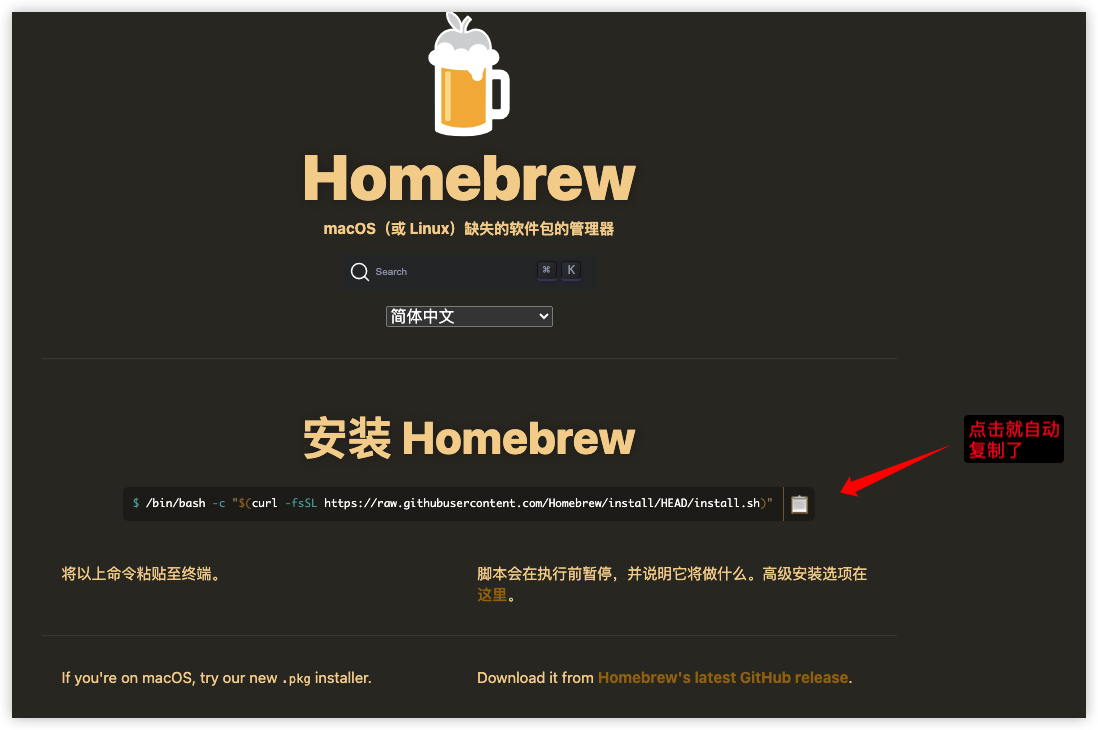 Homebrew
macOS（或 Linux）缺失的软件包的管理器
Search
⌘ K
简体中文
安装 Homebrew
点击就自动
复制了
$ /bin/bash -c "$(curl -fsSL https://raw.githubusercontent.com/Homebrew/install/HEAD/install.sh)"
将以上命令粘贴至终端。
脚本会在执行前暂停，并说明它将做什么。高级安装选项在
这里。
If you're on macOS, try our new .pkg installer.
Download it from Homebrew's latest GitHub release.